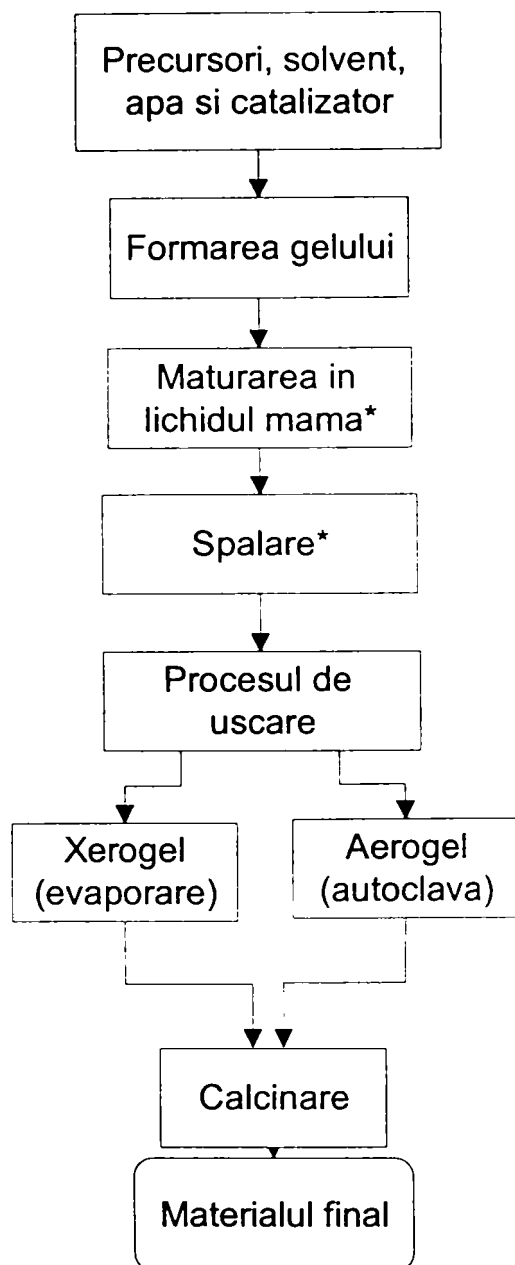 Precursori, solvent,
apa si catalizator
Formarea gelului
Maturarea in
lichidul mama*
Spalare*
Procesul de
uscare
Xerogel
(evaporare)
Aerogel
(autoclava)
Calcinare
Materialul final